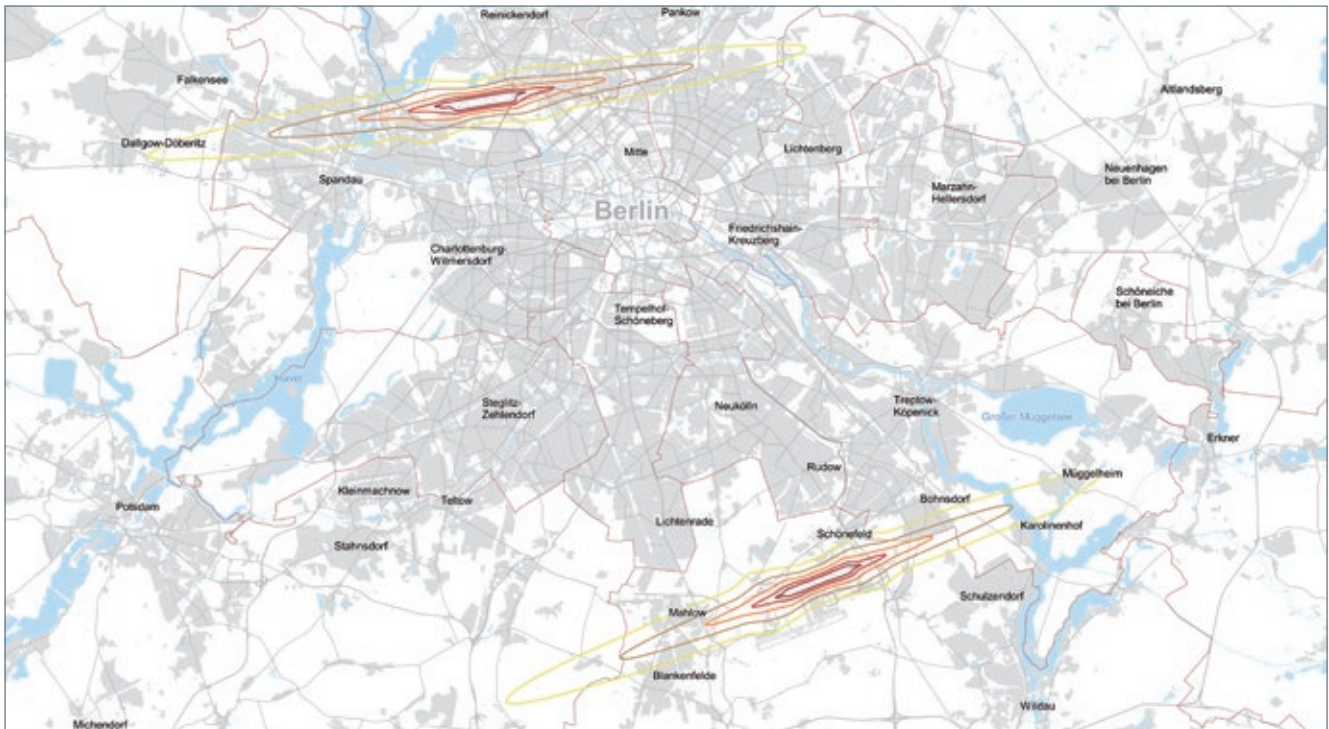 Reinickendorf
Pankow
Falkensee
Altlandsberg
Dallgow-Döberitz
Mitte
Lichtenberg
Neuenhagen
bei Berlin
Spandau
Marzahn-
Hellersdorf
Berlin
Friedrichshain-
Kreuzberg
Charlottenburg-
Wilmersdorf
Schöneiche
bei Berlin
Tempelhof-
Schöneberg
Havel
Steglitz-
Zehlendorf
Neukölln
Treptow-
Köpenick
Großer Müggelsee
Erkner
Rudow
Müggelheim
Kleinmachnow
Teltow
Bohnsdorf
Potsdam
Lichtenrade
Karolinenhof
Schönefeld
Stahnsdorf
Schulzendorf
Mahlow
Blankenfelde
Wildau
Michendorf